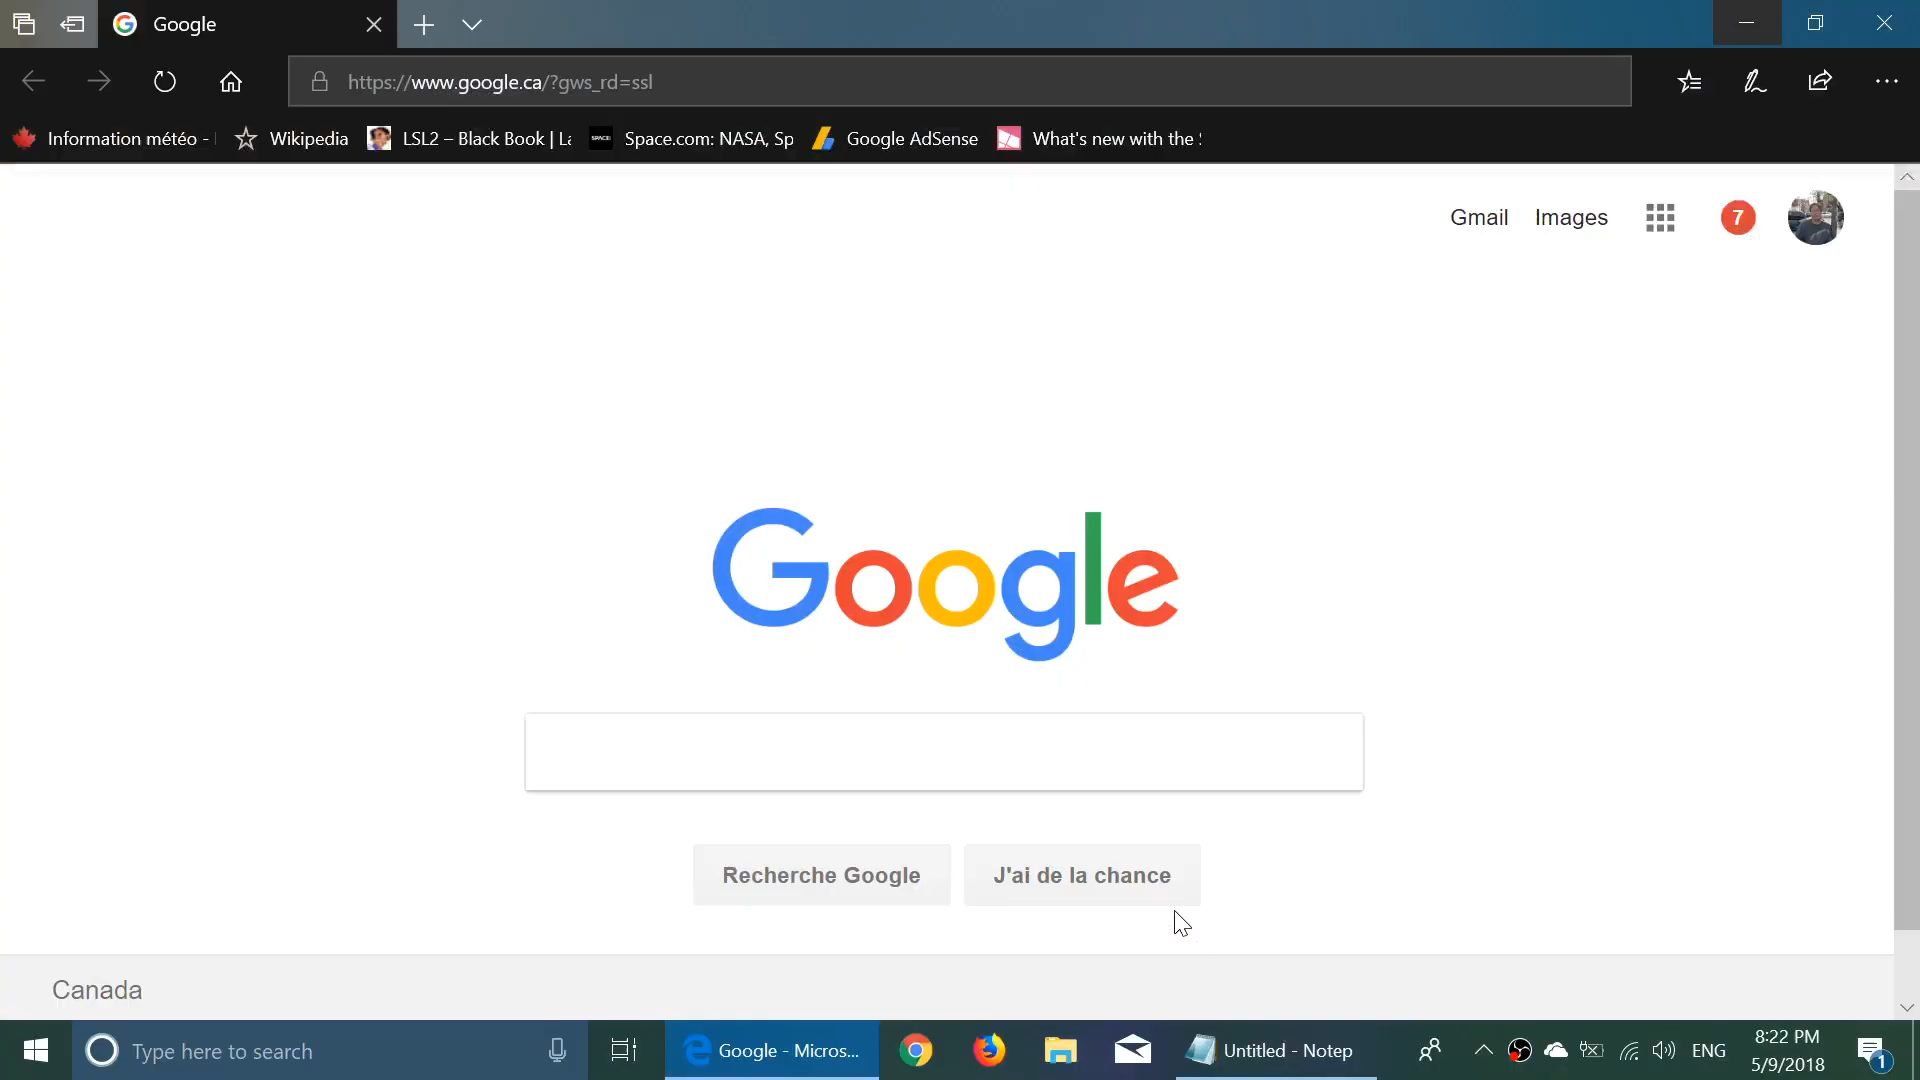 Google
https://www.google.ca/?gws_rd=ssl
Information météo -
Wikipedia
LSL2 – Black Book | La
SPACE
Space.com: NASA, Sp
Google AdSense
What's new with the
Gmail
Images
7
Google
Recherche Google
J'ai de la chance
Canada
Type here to search
Google - Micros...
Untitled - Notep
ENG
8:22 PM
5/9/2018
1